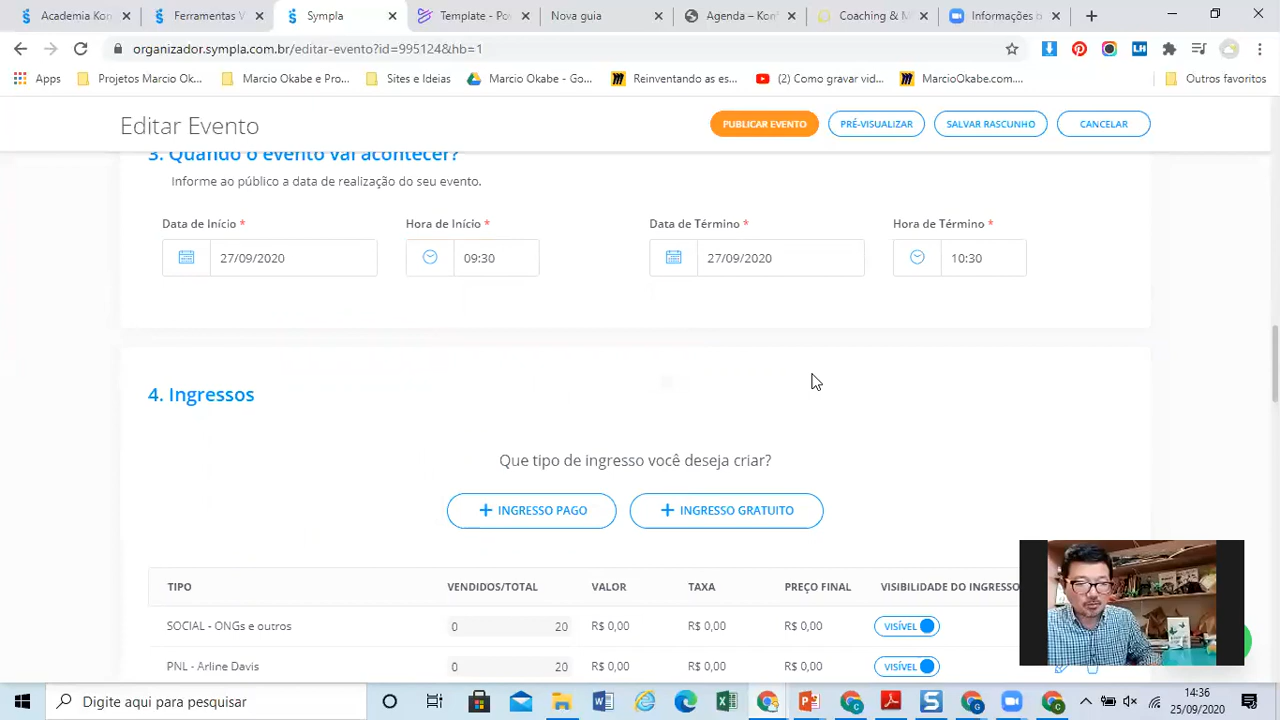 Academia
Ferramentas V
Sympla
Template - Po
Nova guia
Agenda – Kon
Coaching & M
Informações
organizador.sympla.com.br/editar-evento?id=995124&hb=1
Apps
Projetos Marcio Ok...
Marcio Okabe e Pro...
Sites e Ideias
Marcio Okabe - Go...
Reinventando as es...
(2) Como gravar vid...
MarcioOkabe.com....
Outros favoritos
Editar Evento
PUBLICAR EVENTO
PRÉ-VISUALIZAR
SALVAR RASCUNHO
CANCELAR
3. Quando o evento vai acontecer?
Informe ao público a data de realização do seu evento.
Data de Início * Hora de Início * Data de Término * Hora de Término *
27/09/2020 09:30 27/09/2020 10:30
4. Ingressos
Que tipo de ingresso você deseja criar?
+ INGRESSO PAGO + INGRESSO GRATUITO
TIPO VENDIDOS/TOTAL VALOR TAXA PREÇO FINAL VISIBILIDADE DO INGRESSO
SOCIAL - ONGs e outros 0 20 R$ 0,00 R$ 0,00 R$ 0,00 VISÍVEL
PNL - Arline Davis 0 20 R$ 0,00 R$ 0,00 R$ 0,00 VISÍVEL
Digite aqui para pesquisar
14:36
25/09/2020